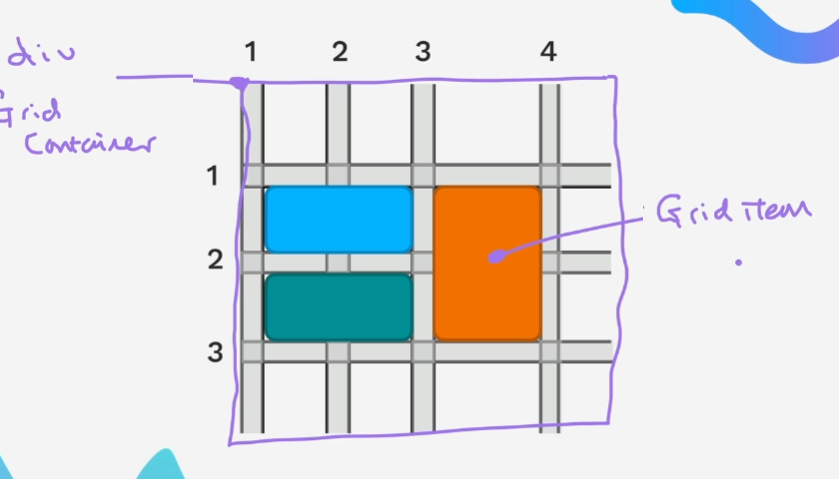 1 2 3 4
div
Grid
Container
1
Grid item
2
3